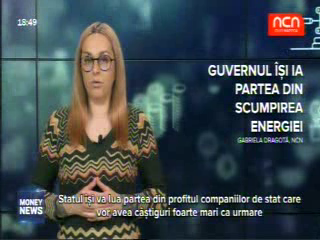 18:49
ncn
GUVERNUL ÎȘI IA
PARTEA DIN
SCUMPIREA
ENERGIEI
GABRIELA DRAGOTĂ, NCN
MONEY
NEWS
Statul își va lua partea din profitul companiilor de stat care
vor avea câștiguri foarte mari ca urmare